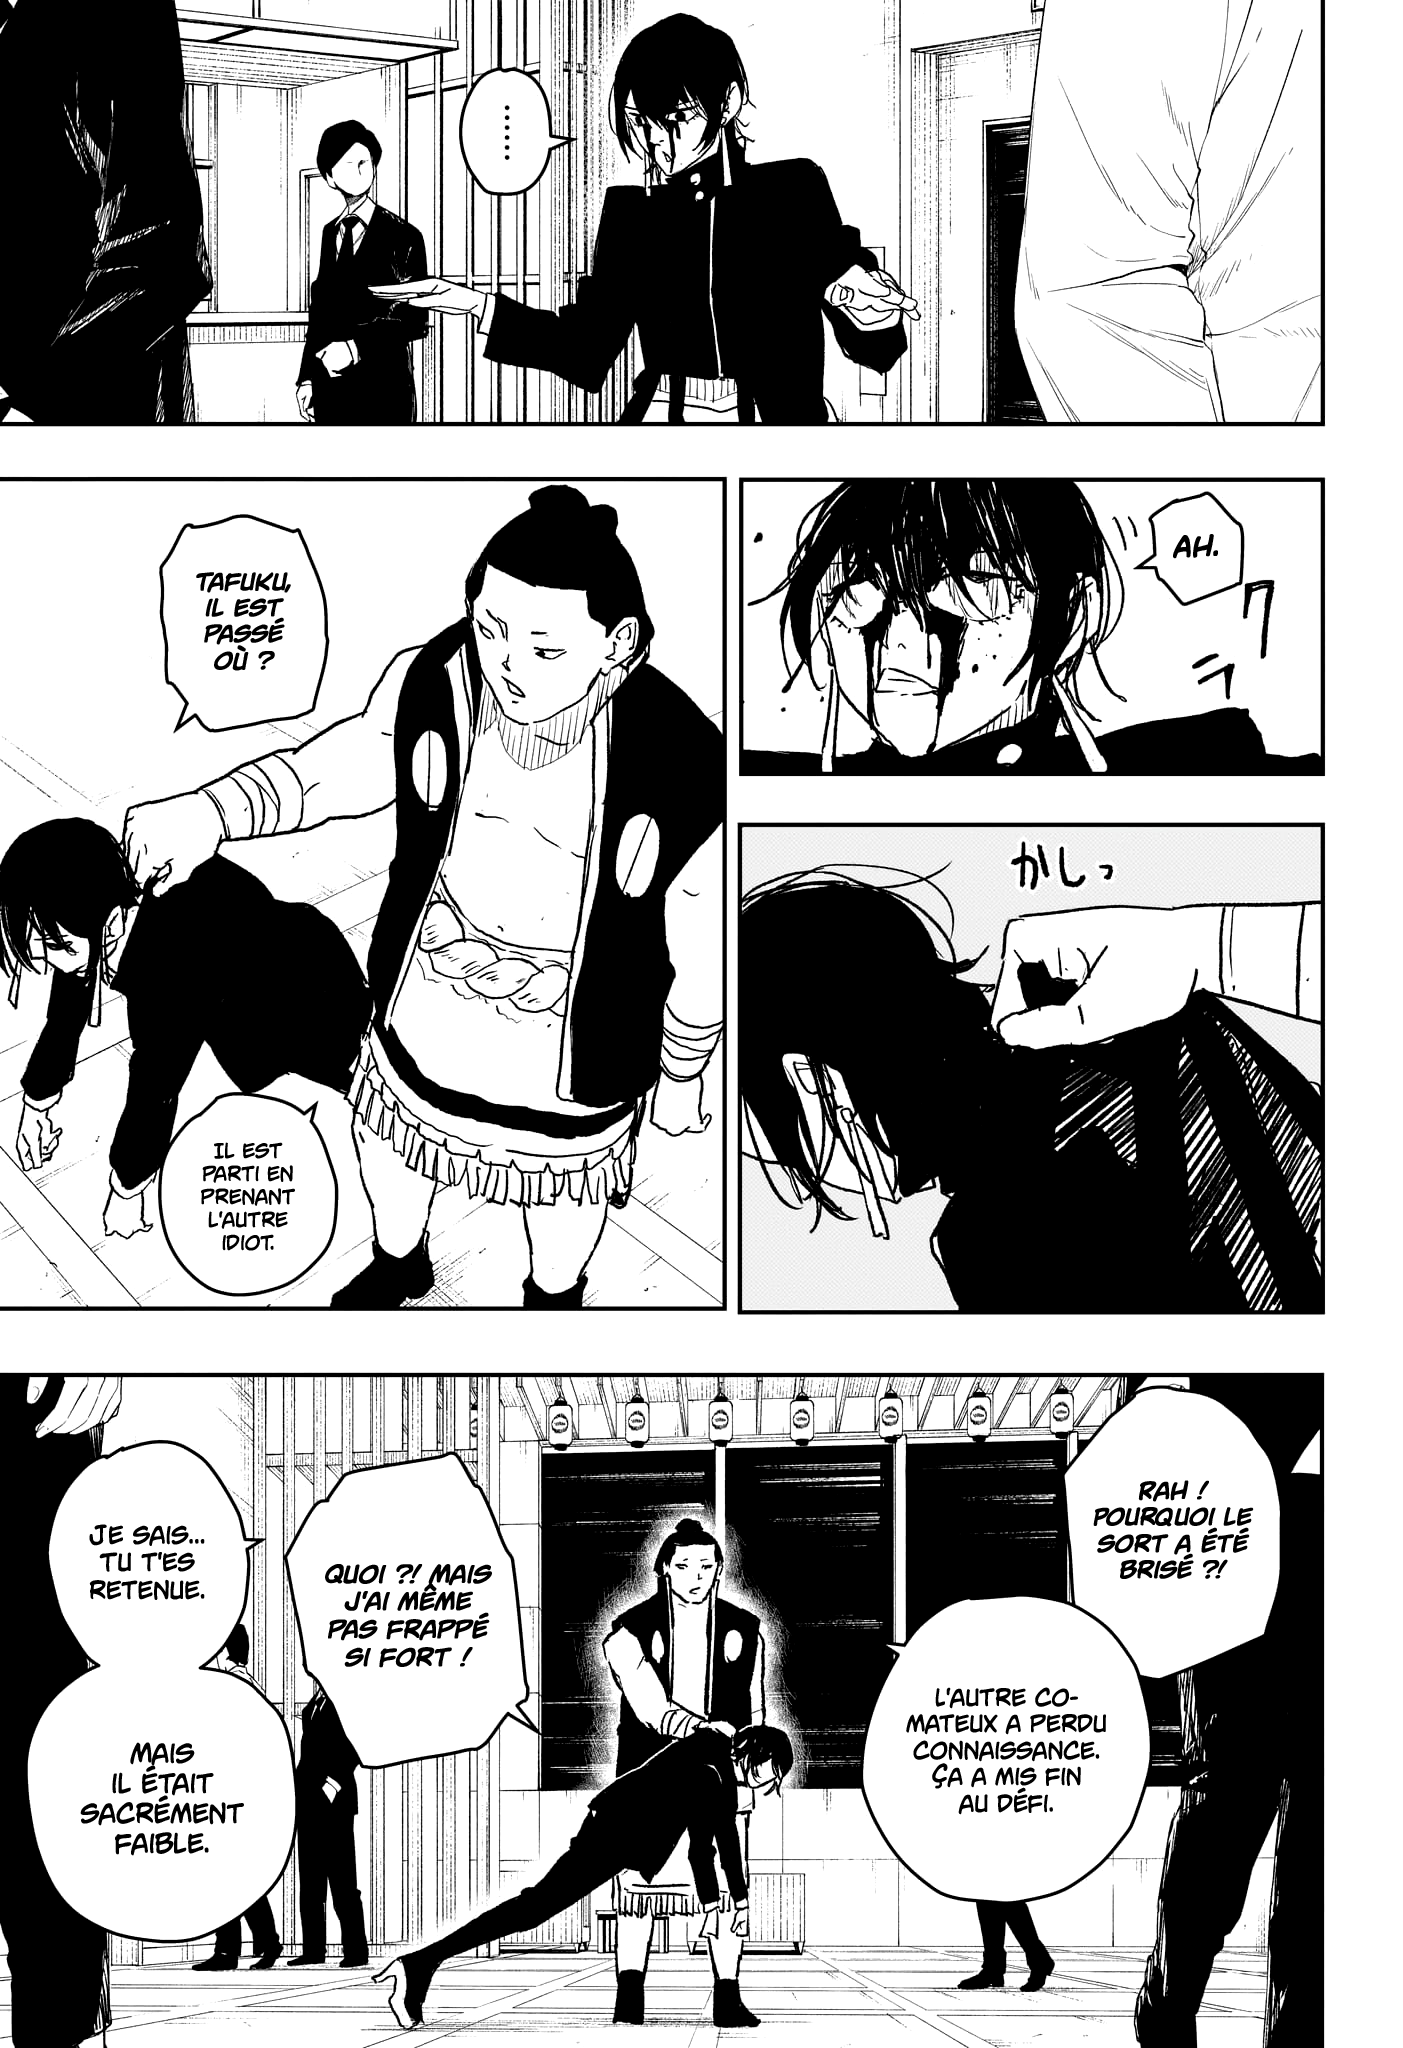 ......
AH.
クラ
かしっ
TAFUKU,
IL EST
PASSÉ
OÙ ?
IL EST
PARTI EN
PRENANT
L'AUTRE
IDIOT.
RAH !
POURQUOI LE
SORT A ÉTÉ
BRISÉ ?!
L'AUTRE CO-
MATEUX A PERDU
CONNAISSANCE.
ÇA A MIS FIN
AU DÉFI.
QUOI ?! MAIS
J'AI MÊME
PAS FRAPPÉ
SI FORT !
JE SAIS...
TU T'ES
RETENUE.
MAIS
IL ÉTAIT
SACRÉMENT
FAIBLE.